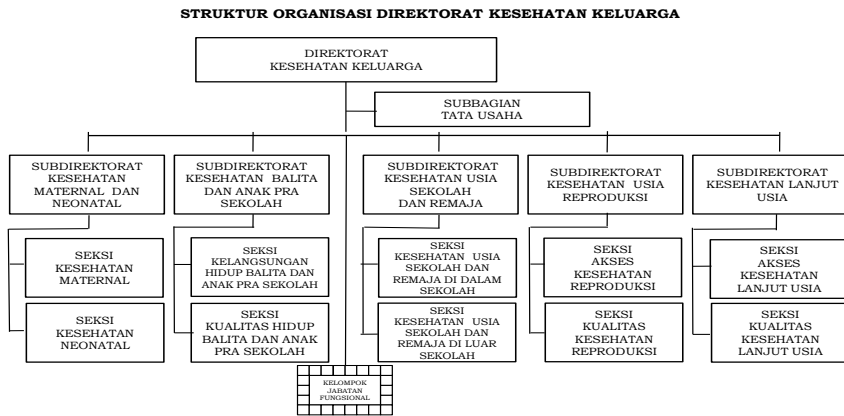 STRUKTUR ORGANISASI DIREKTORAT KESEHATAN KELUARGA
DIREKTORAT
KESEHATAN KELUARGA
SUBBAGIAN
TATA USAHA
SUBDIREKTORAT
KESEHATAN
MATERNAL DAN
NEONATAL
SUBDIREKTORAT
KESEHATAN BALITA
DAN ANAK PRA
SEKOLAH
SUBDIREKTORAT
KESEHATAN USIA
SEKOLAH
DAN REMAJA
SUBDIREKTORAT
KESEHATAN USIA
REPRODUKSI
SUBDIREKTORAT
KESEHATAN LANJUT
USIA
SEKSI
KESEHATAN
MATERNAL
SEKSI
KELANGSUNGAN
HIDUP BALITA DAN
ANAK PRA SEKOLAH
SEKSI
KESEHATAN USIA
SEKOLAH DAN
REMAJA DI DALAM
SEKOLAH
SEKSI
AKSES
KESEHATAN
REPRODUKSI
SEKSI
AKSES
KESEHATAN
LANJUT USIA
SEKSI
KESEHATAN
NEONATAL
SEKSI
KUALITAS HIDUP
BALITA DAN ANAK
PRA SEKOLAH
SEKSI
KESEHATAN USIA
SEKOLAH DAN
REMAJA DI LUAR
SEKOLAH
SEKSI
KUALITAS
KESEHATAN
REPRODUKSI
SEKSI
KUALITAS
KESEHATAN
LANJUT USIA
KELOMPOK
JABATAN
FUNGSIONAL